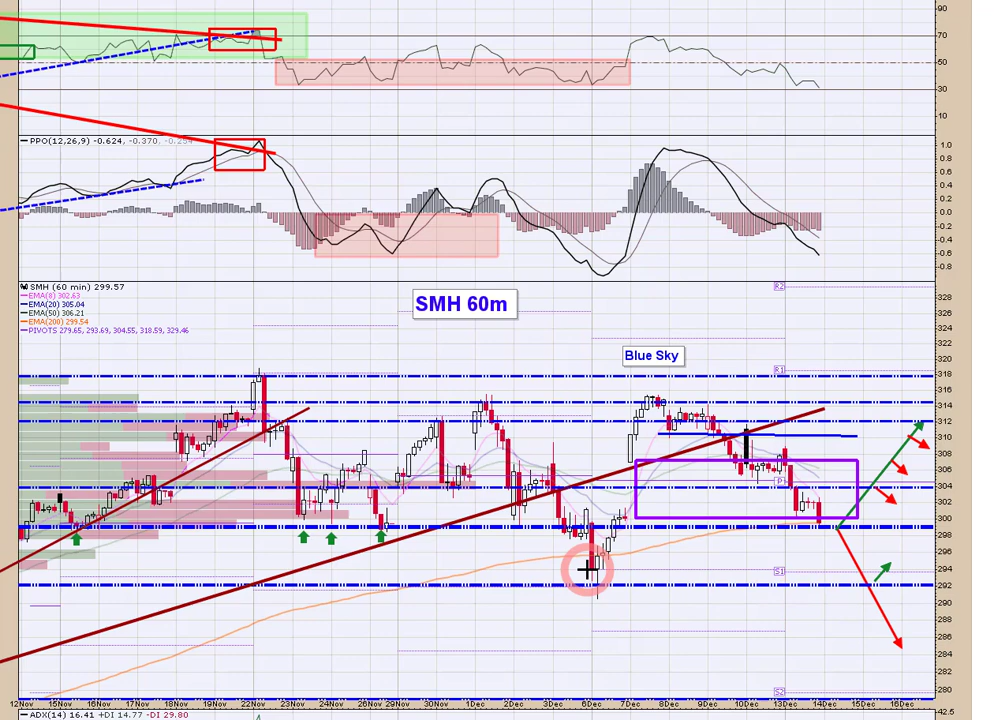 90
70
50
30
10
PPO(12,26,9) -0.624, -0.370, -0.254
1.0
0.8
0.6
0.4
0.2
0.0
-0.2
-0.4
-0.6
-0.8
SMH (60 min) 299.57
EMA(8) 302.63
EMA(20) 305.04
EMA(50) 306.21
EMA(200) 299.54
PIVOTS 279.65, 293.69, 304.55, 318.59, 329.46
SMH 60m
Blue Sky
R2
R1
P
S1
S2
328
326
324
322
320
318
316
314
312
310
308
306
304
302
300
298
296
294
292
290
288
286
284
282
280
12Nov 15Nov 16Nov 17Nov 18Nov 19Nov 22Nov 23Nov 24Nov 26Nov 29Nov 30Nov 1Dec 2Dec 3Dec 6Dec 7Dec 8Dec 9Dec 10Dec 13Dec 14Dec 15Dec 16Dec
ADX(14) 16.41 +DI 14.77 -DI 29.80
42.5